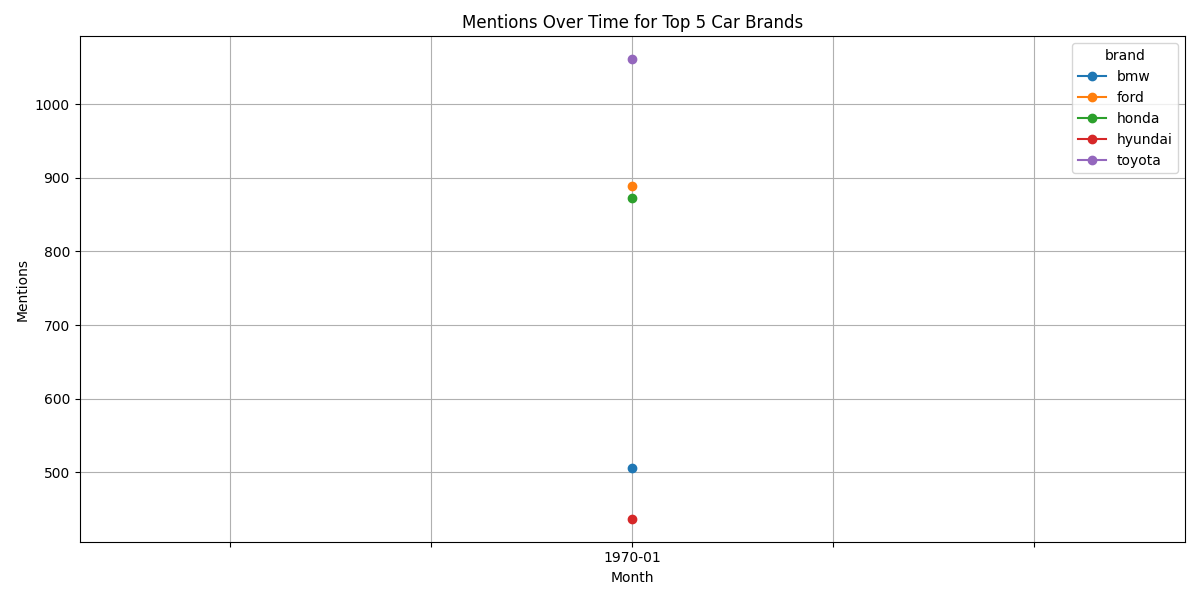 Mentions Over Time for Top 5 Car Brands
brand
bmw
ford
honda
hyundai
toyota
1000
900
800
700
600
500
Mentions
1970-01
Month